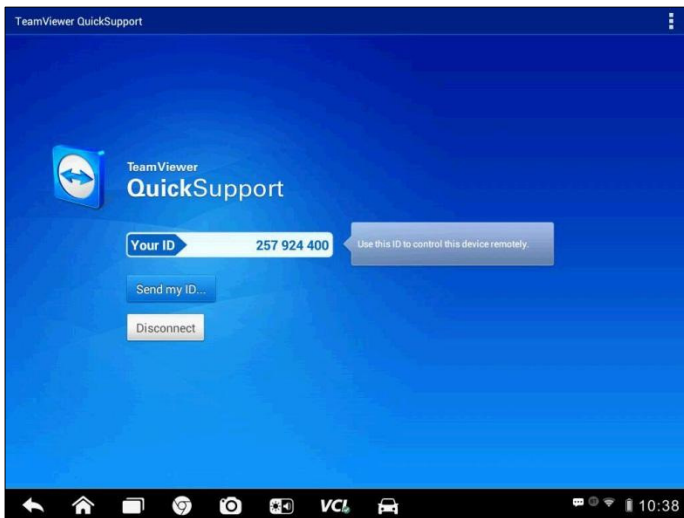 TeamViewer QuickSupport
TeamViewer
QuickSupport
Your ID 257 924 400
Use this ID to control this device remotely.
Send my ID...
Disconnect
VCI 10:38